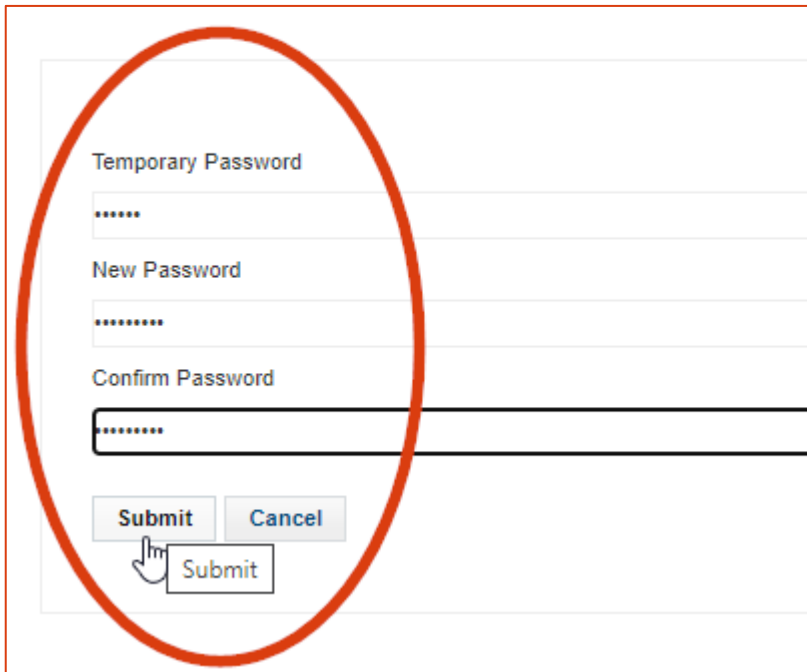 Temporary Password
••••••
New Password
•••••••••
Confirm Password
•••••••••
Submit Cancel
Submit